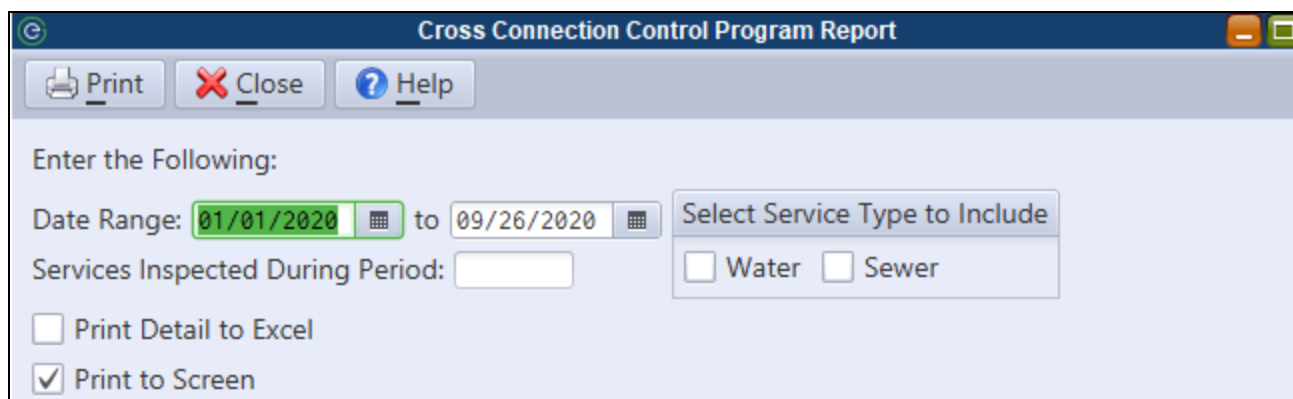 Cross Connection Control Program Report
Print Close Help
Enter the Following:
Date Range: 01/01/2020 to 09/26/2020
Select Service Type to Include
Services Inspected During Period:
Water Sewer
Print Detail to Excel
Print to Screen